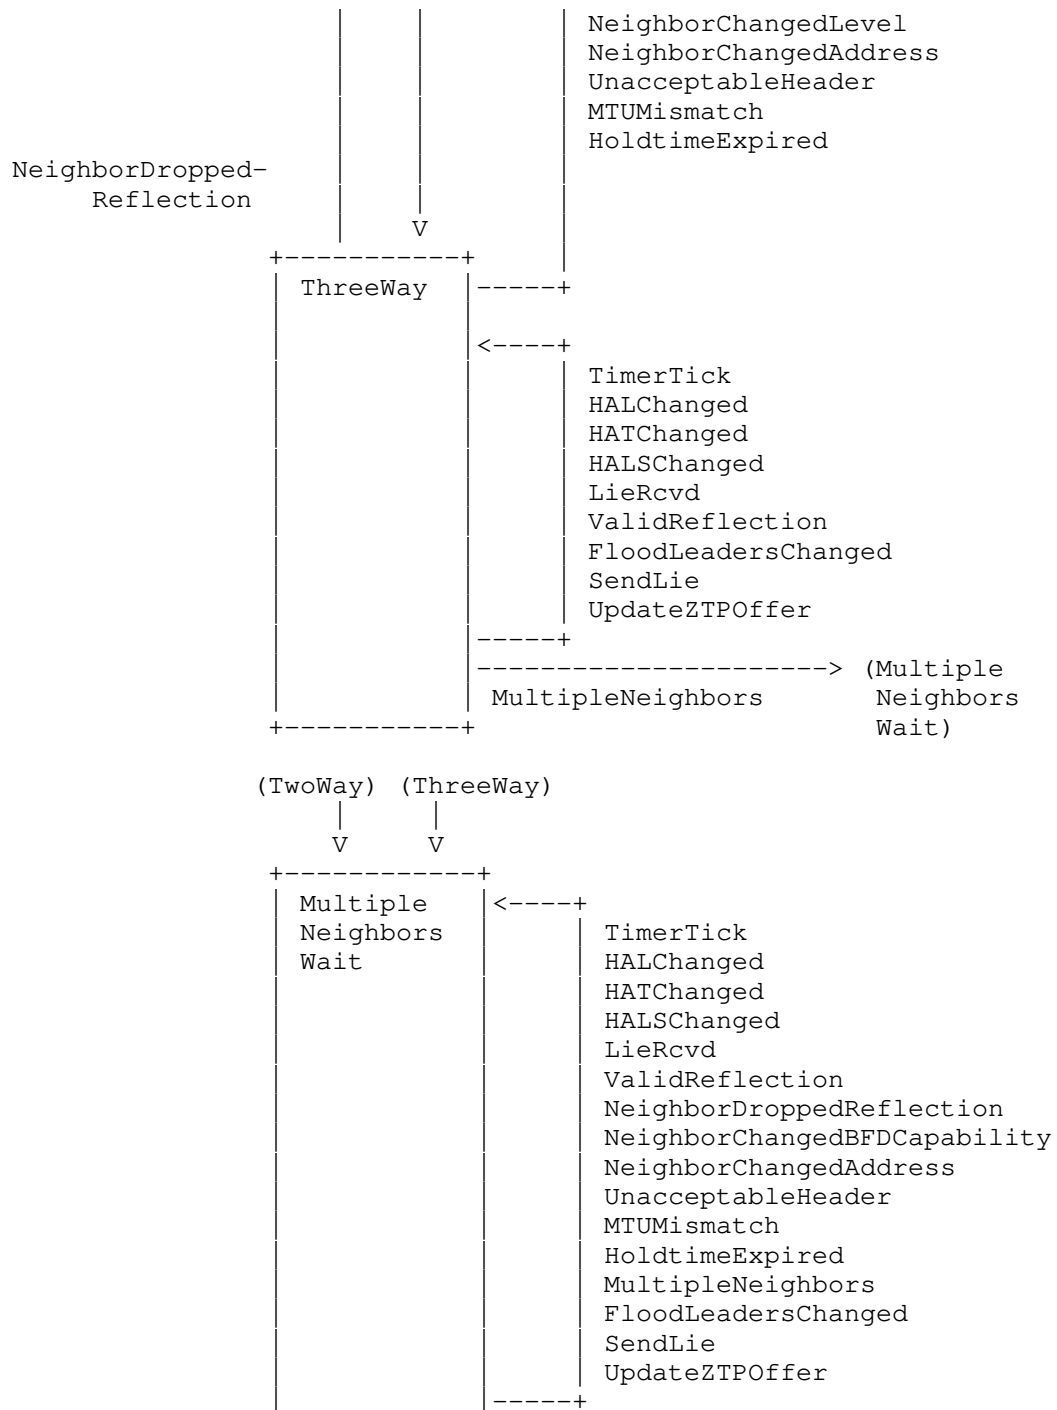 NeighborChangedLevel
NeighborChangedAddress
UnacceptableHeader
MTUMismatch
HoldtimeExpired
NeighborDropped-
Reflection
V
ThreeWay
TimerTick
HALChanged
HATChanged
HALSChanged
LieRcvd
ValidReflection
FloodLeadersChanged
SendLie
UpdateZTPOffer
(Multiple
MultipleNeighbors Neighbors
Wait)
(TwoWay) (ThreeWay)
V V
Multiple
Neighbors TimerTick
Wait HALChanged
HATChanged
HALSChanged
LieRcvd
ValidReflection
NeighborDroppedReflection
NeighborChangedBFDCapability
NeighborChangedAddress
UnacceptableHeader
MTUMismatch
HoldtimeExpired
MultipleNeighbors
FloodLeadersChanged
SendLie
UpdateZTPOffer